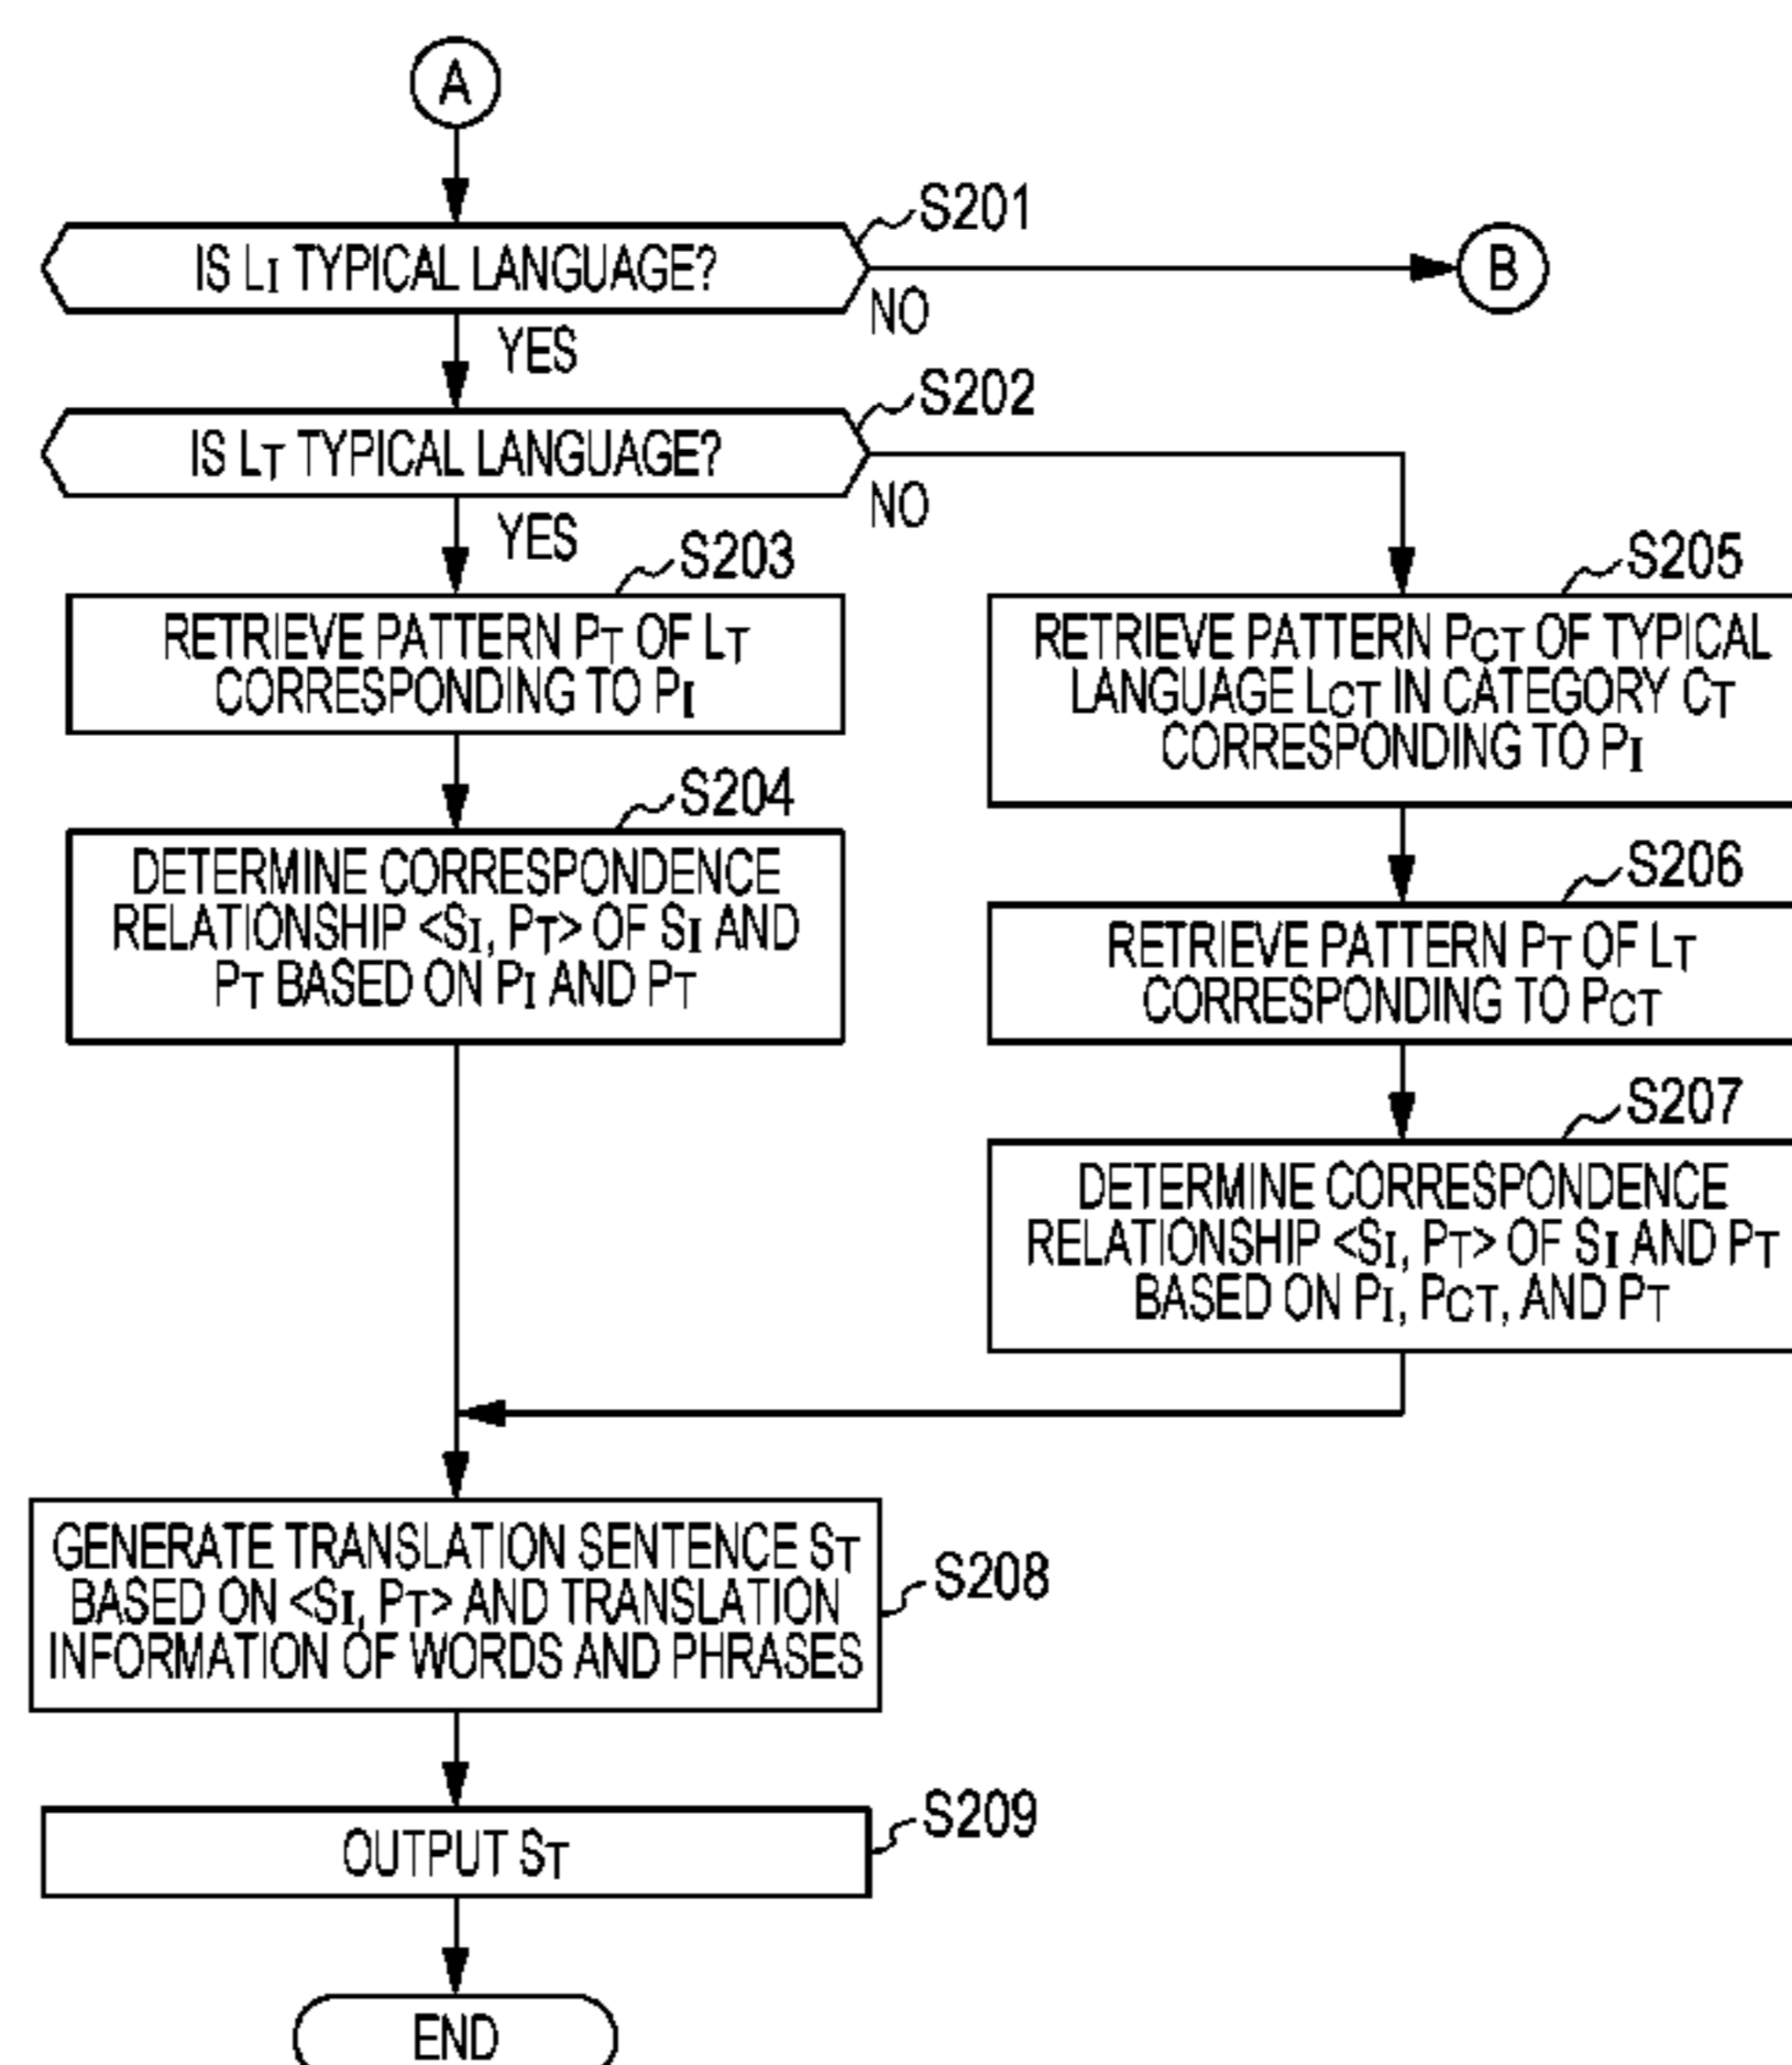 A
S201
IS LI TYPICAL LANGUAGE?
NO
B
YES
S202
IS LT TYPICAL LANGUAGE?
NO
YES
S203
RETRIEVE PATTERN PT OF LT
CORRESPONDING TO PI
S204
DETERMINE CORRESPONDENCE
RELATIONSHIP <SI, PT> OF SI AND
PT BASED ON PI AND PT
S205
RETRIEVE PATTERN PCT OF TYPICAL
LANGUAGE LCT IN CATEGORY CT
CORRESPONDING TO PI
S206
RETRIEVE PATTERN PT OF LT
CORRESPONDING TO PCT
S207
DETERMINE CORRESPONDENCE
RELATIONSHIP <SI, PT> OF SI AND PT
BASED ON PI, PCT, AND PT
GENERATE TRANSLATION SENTENCE ST
BASED ON <SI, PT> AND TRANSLATION
INFORMATION OF WORDS AND PHRASES
S208
OUTPUT ST
S209
END